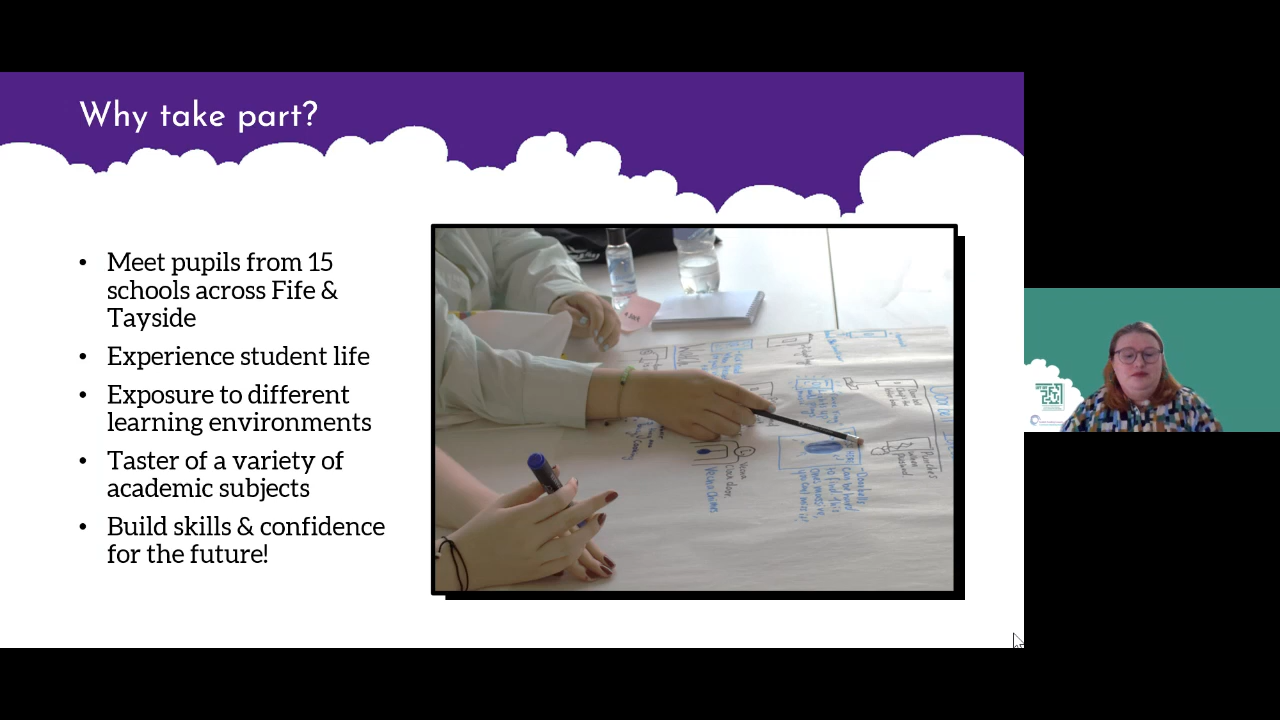 Why take part?
• Meet pupils from 15
schools across Fife &
Tayside
• Experience student life
• Exposure to different
learning environments
• Taster of a variety of
academic subjects
• Build skills & confidence
for the future!